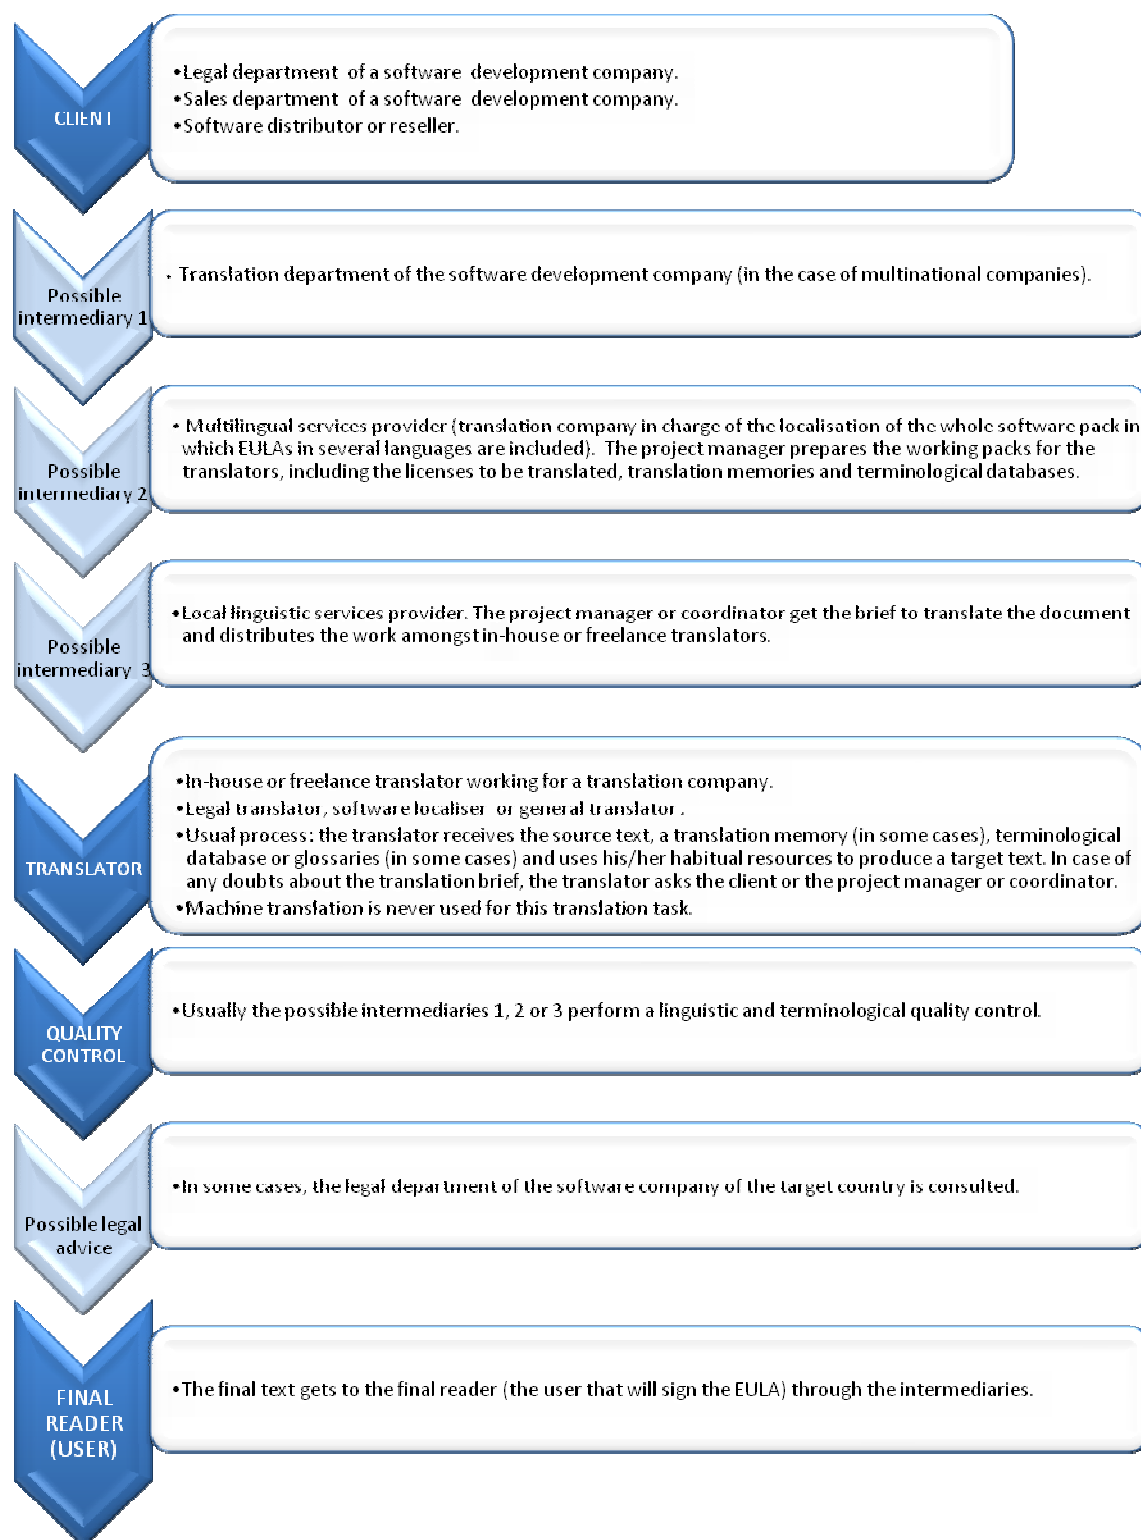 CLIENT
•Legal department of a software development company.
•Sales department of a software development company.
•Software distributor or reseller.
Possible
intermediary 1
• Translation department of the software development company (in the case of multinational companies).
Possible
intermediary 2
• Multilingual services provider (translation company in charge of the localisation of the whole software pack in
which EULAs in several languages are included). The project manager prepares the working packs for the
translators, including the licenses to be translated, translation memories and terminological databases.
Possible
intermediary 3
•Local linguistic services provider. The project manager or coordinator get the brief to translate the document
and distributes the work amongst in-house or freelance translators.
TRANSLATOR
•In-house or freelance translator working for a translation company.
•Legal translator, software localiser or general translator .
•Usual process: the translator receives the source text, a translation memory (in some cases), terminological
database or glossaries (in some cases) and uses his/her habitual resources to produce a target text. In case of
any doubts about the translation brief, the translator asks the client or the project manager or coordinator.
•Machine translation is never used for this translation task.
QUALITY
CONTROL
•Usually the possible intermediaries 1, 2 or 3 perform a linguistic and terminological quality control.
Possible legal
advice
•In some cases, the legal department of the software company of the target country is consulted.
FINAL
READER
(USER)
•The final text gets to the final reader (the user that will sign the EULA) through the intermediaries.